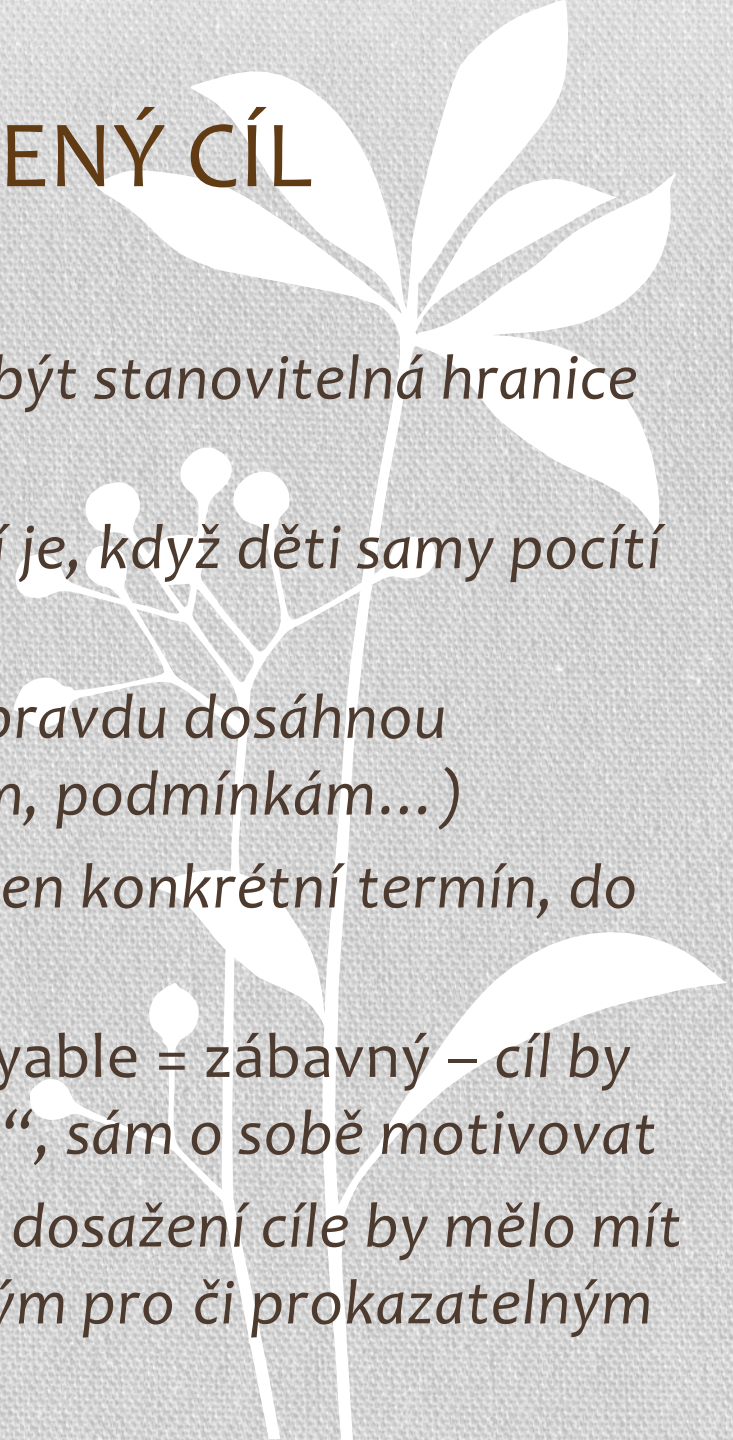 ENÝ CÍL
být stanovitelná hranice
í je, když děti samy pocítí
pravdu dosáhnou
m, podmínkám…)
en konkrétní termín, do
yable = zábavný – cíl by
“, sám o sobě motivovat
dosažení cíle by mělo mít
ým pro či prokazatelným